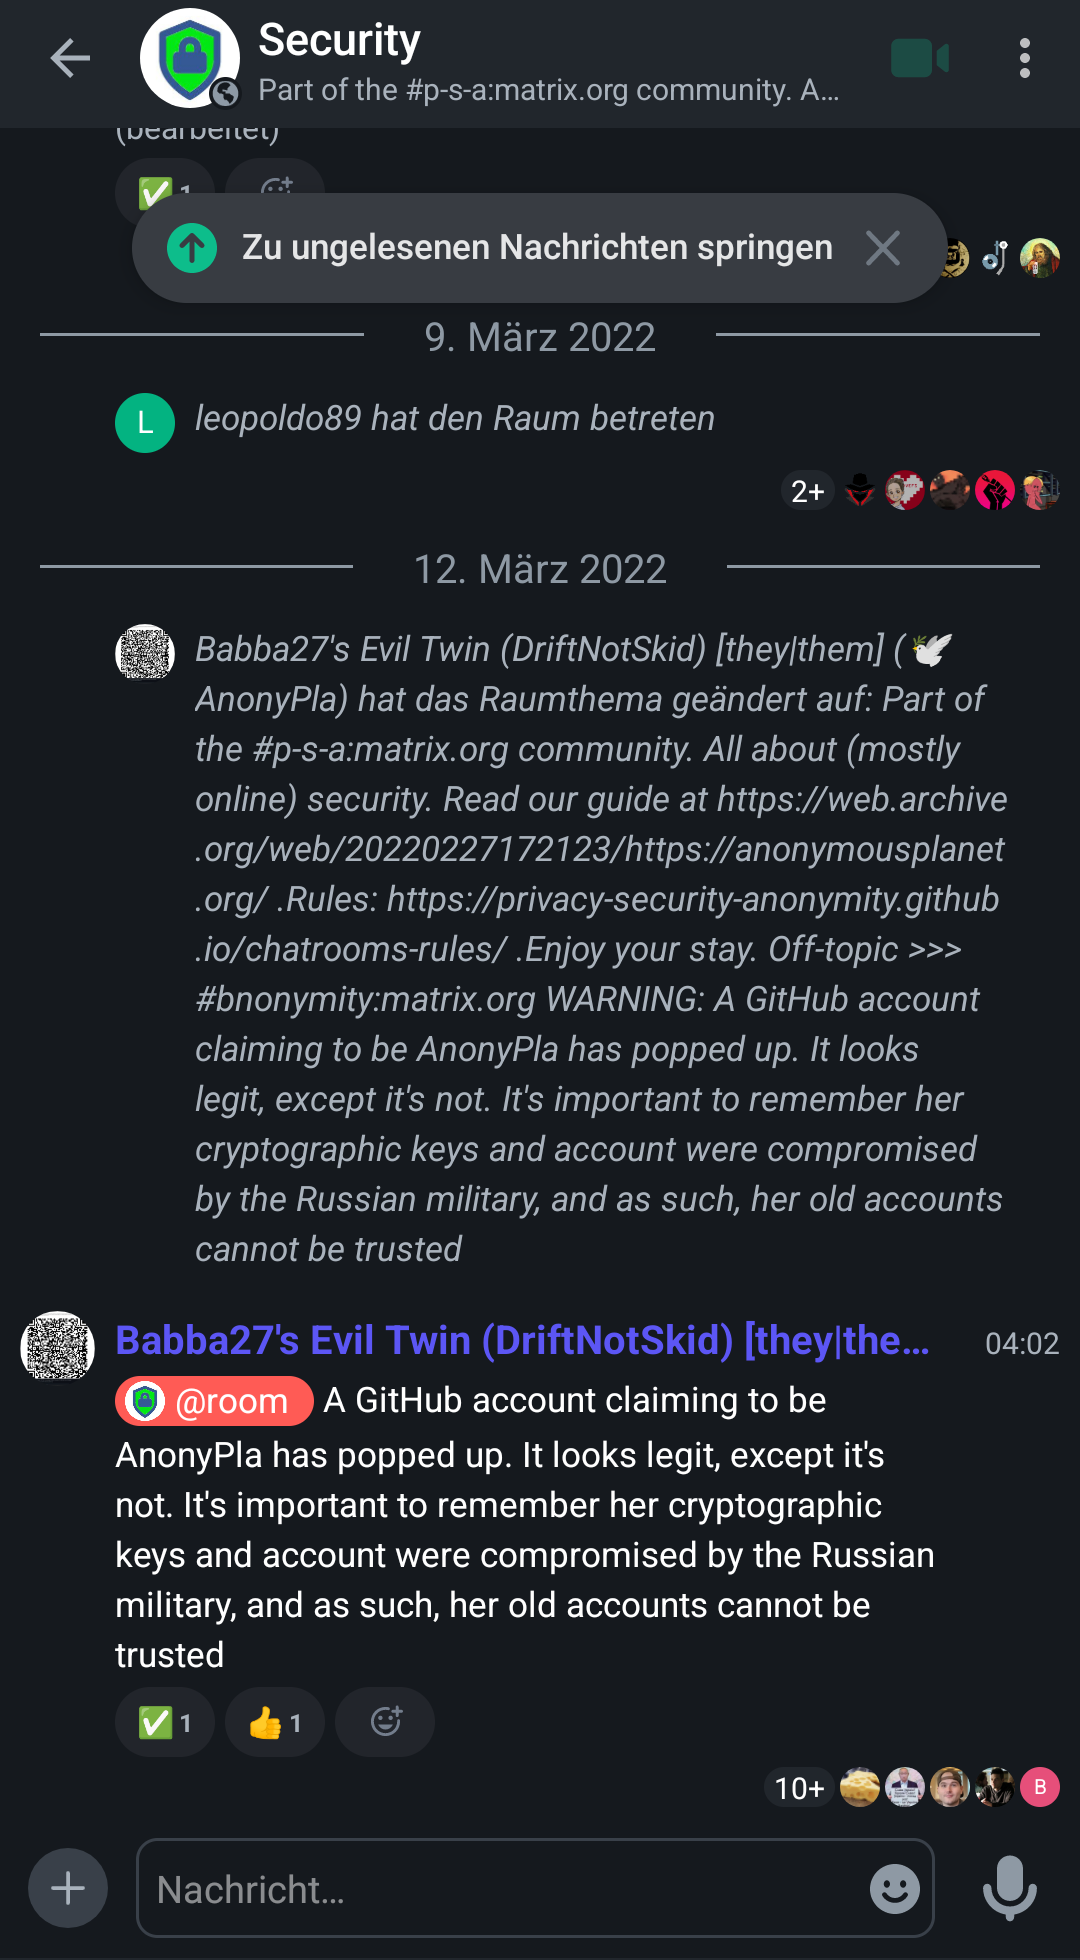 Security
Part of the #p-s-a:matrix.org community. A...
(bearbeitet)
✅ 1
Zu ungelesenen Nachrichten springen
9. März 2022
L
leopoldo89 hat den Raum betreten
2+
12. März 2022
Babba27's Evil Twin (DriftNotSkid) [they|them] (🕊
AnonyPla) hat das Raumthema geändert auf: Part of
the #p-s-a:matrix.org community. All about (mostly
online) security. Read our guide at https://web.archive
.org/web/20220227172123/https://anonymousplanet
.org/ .Rules: https://privacy-security-anonymity.github
.io/chatrooms-rules/ .Enjoy your stay. Off-topic >>>
#bnonymity:matrix.org WARNING: A GitHub account
claiming to be AnonyPla has popped up. It looks
legit, except it's not. It's important to remember her
cryptographic keys and account were compromised
by the Russian military, and as such, her old accounts
cannot be trusted
Babba27's Evil Twin (DriftNotSkid) [they|the... 04:02
@room A GitHub account claiming to be
AnonyPla has popped up. It looks legit, except it's
not. It's important to remember her cryptographic
keys and account were compromised by the Russian
military, and as such, her old accounts cannot be
trusted
✅ 1 👍 1
10+ B
Nachricht...